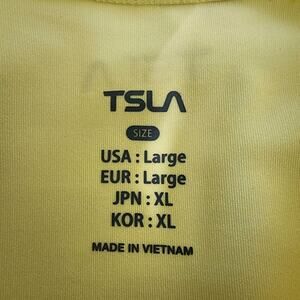 TSLA
SIZE
USA : Large
EUR : Large
JPN : XL
KOR : XL
MADE IN VIETNAM